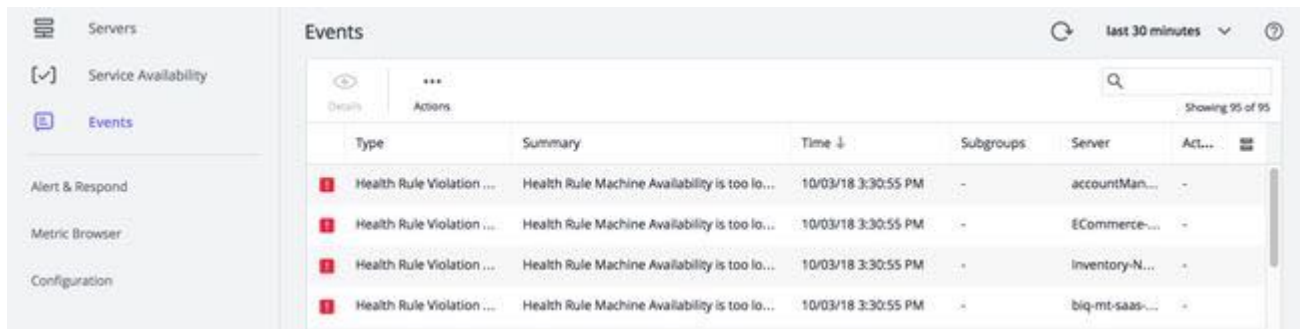 Servers
Service Availability
Events
Alert & Respond
Metric Browser
Configuration
Events
last 30 minutes
Details
Actions
Showing 95 of 95
Type Summary Time ↓ Subgroups Server Act...
Health Rule Violation ... Health Rule Machine Availability is too lo... 10/03/18 3:30:55 PM - accountMan... -
Health Rule Violation ... Health Rule Machine Availability is too lo... 10/03/18 3:30:55 PM - ECommerce-... -
Health Rule Violation ... Health Rule Machine Availability is too lo... 10/03/18 3:30:55 PM - Inventory-N... -
Health Rule Violation ... Health Rule Machine Availability is too lo... 10/03/18 3:30:55 PM - biq-mt-saas-... -